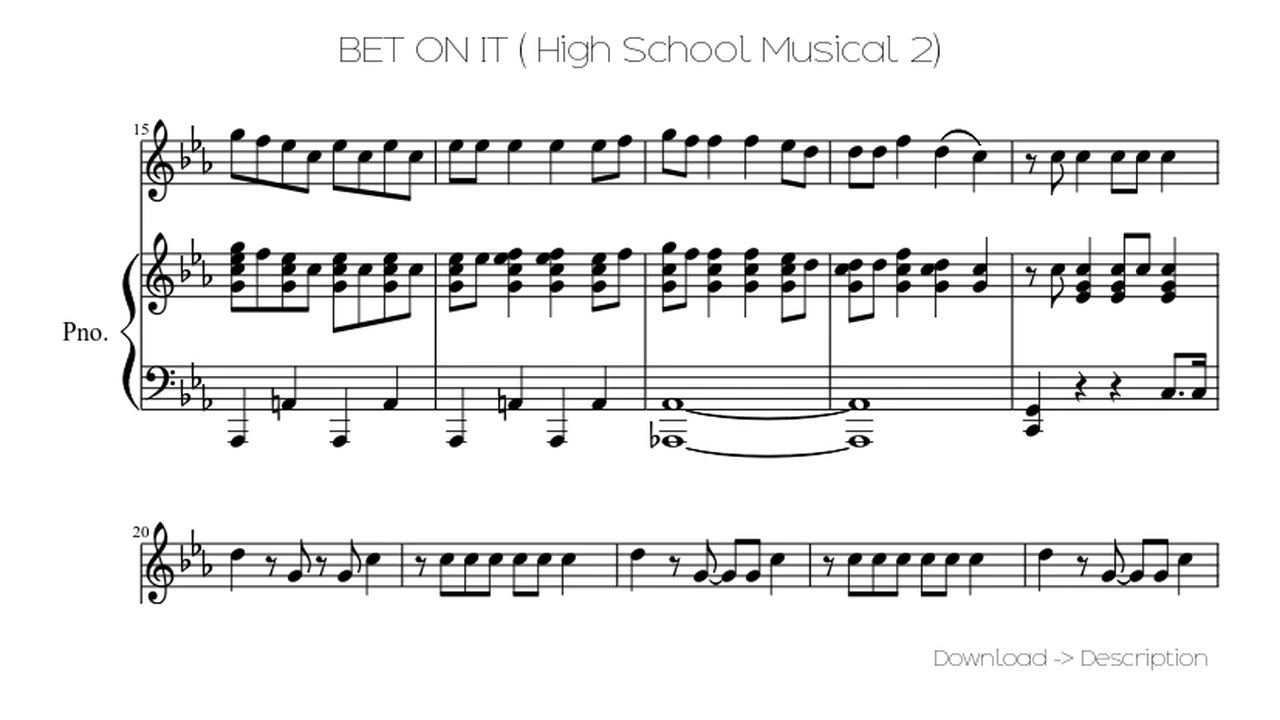 BET ON IT ( High School Musical 2)
15
Pno.
20
Download -> Description